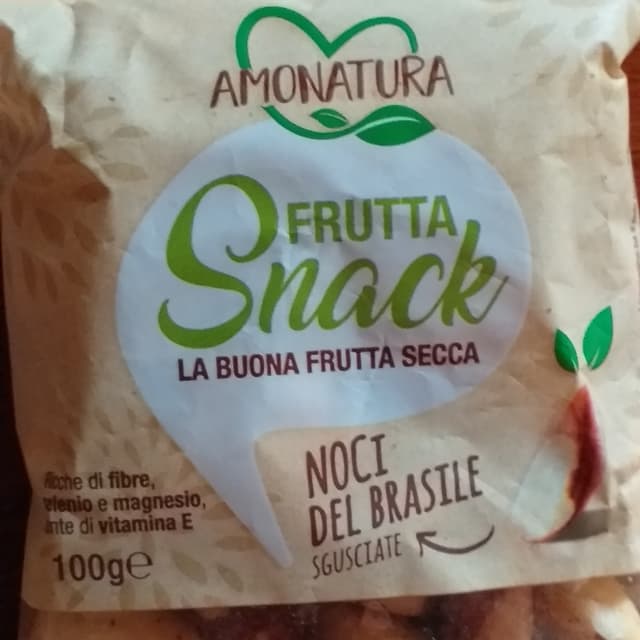 AMONATURA
FRUTTA
Snack
LA BUONA FRUTTA SECCA
NOCI
DEL BRASILE
SGUSCIATE
di fibre,
e magnesio,
di vitamina E
100g℮